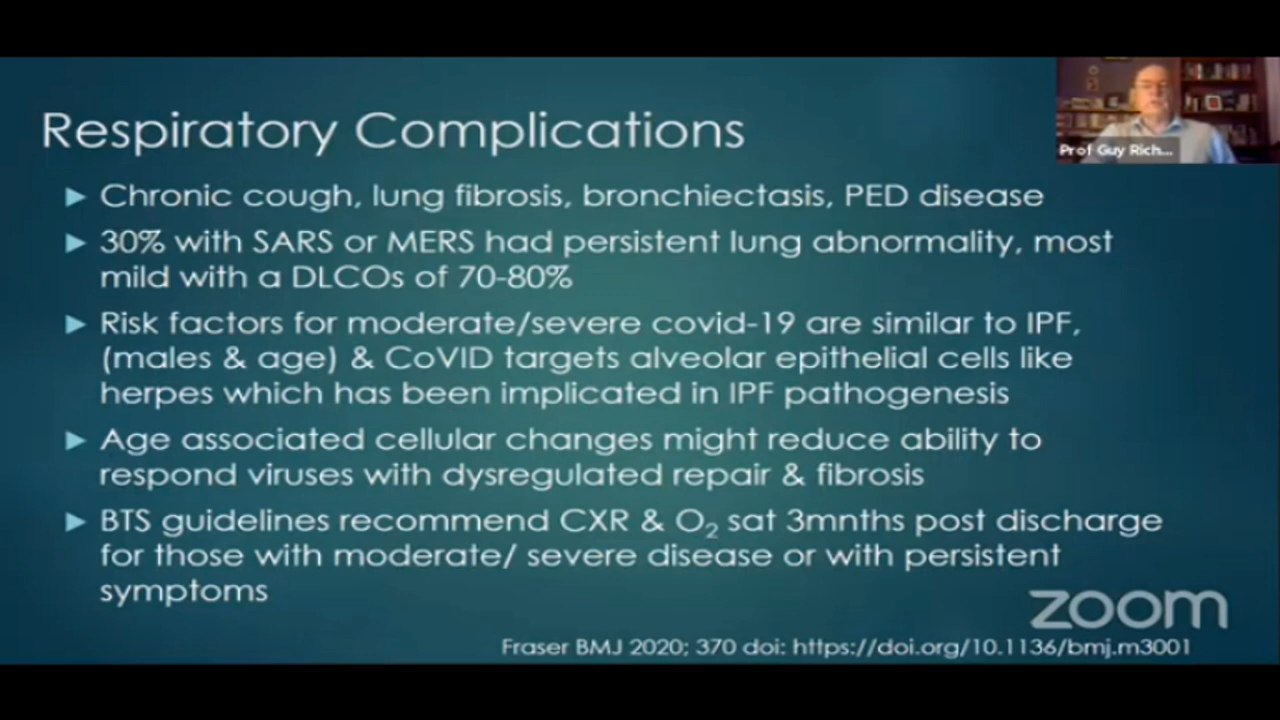 Respiratory Complications
Prof Guy Rich...
► Chronic cough, lung fibrosis, bronchiectasis, PED disease
► 30% with SARS or MERS had persistent lung abnormality, most
mild with a DLCOs of 70-80%
► Risk factors for moderate/severe covid-19 are similar to IPF,
(males & age) & CoVID targets alveolar epithelial cells like
herpes which has been implicated in IPF pathogenesis
► Age associated cellular changes might reduce ability to
respond viruses with dysregulated repair & fibrosis
► BTS guidelines recommend CXR & O₂ sat 3mnths post discharge
for those with moderate/ severe disease or with persistent
symptoms
zoom
Fraser BMJ 2020; 370 doi: https://doi.org/10.1136/bmj.m3001